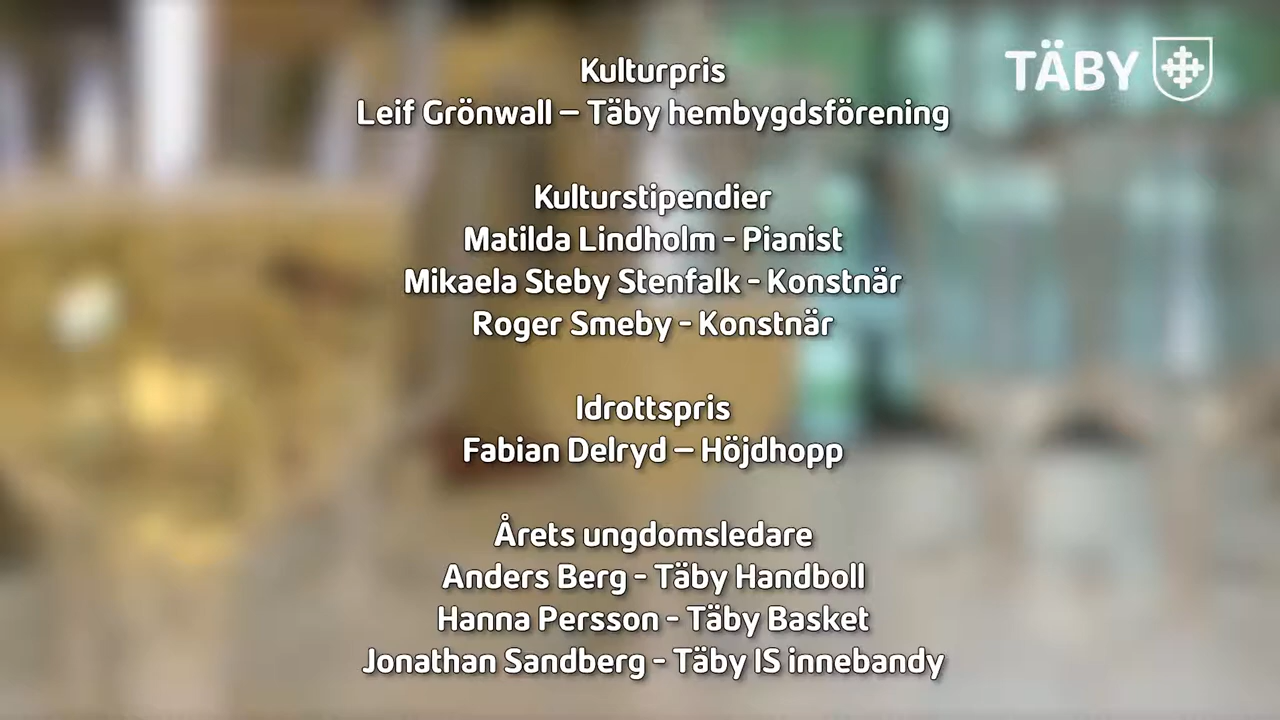 TÄBY
Kulturpris
Leif Grönwall – Täby hembygdsförening
Kulturstipendier
Matilda Lindholm - Pianist
Mikaela Steby Stenfalk - Konstnär
Roger Smeby - Konstnär
Idrottspris
Fabian Delryd – Höjdhopp
Årets ungdomsledare
Anders Berg - Täby Handboll
Hanna Persson - Täby Basket
Jonathan Sandberg - Täby IS innebandy